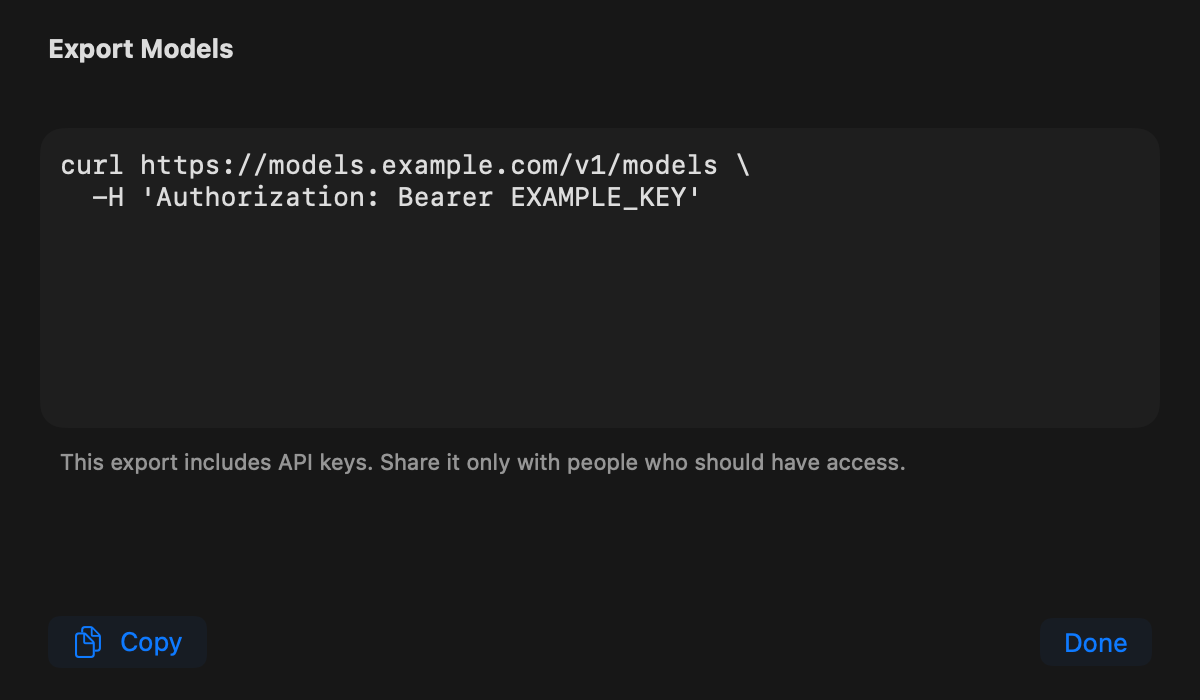 Export Models
curl https://models.example.com/v1/models \
  -H 'Authorization: Bearer EXAMPLE_KEY'
This export includes API keys. Share it only with people who should have access.
Copy
Done